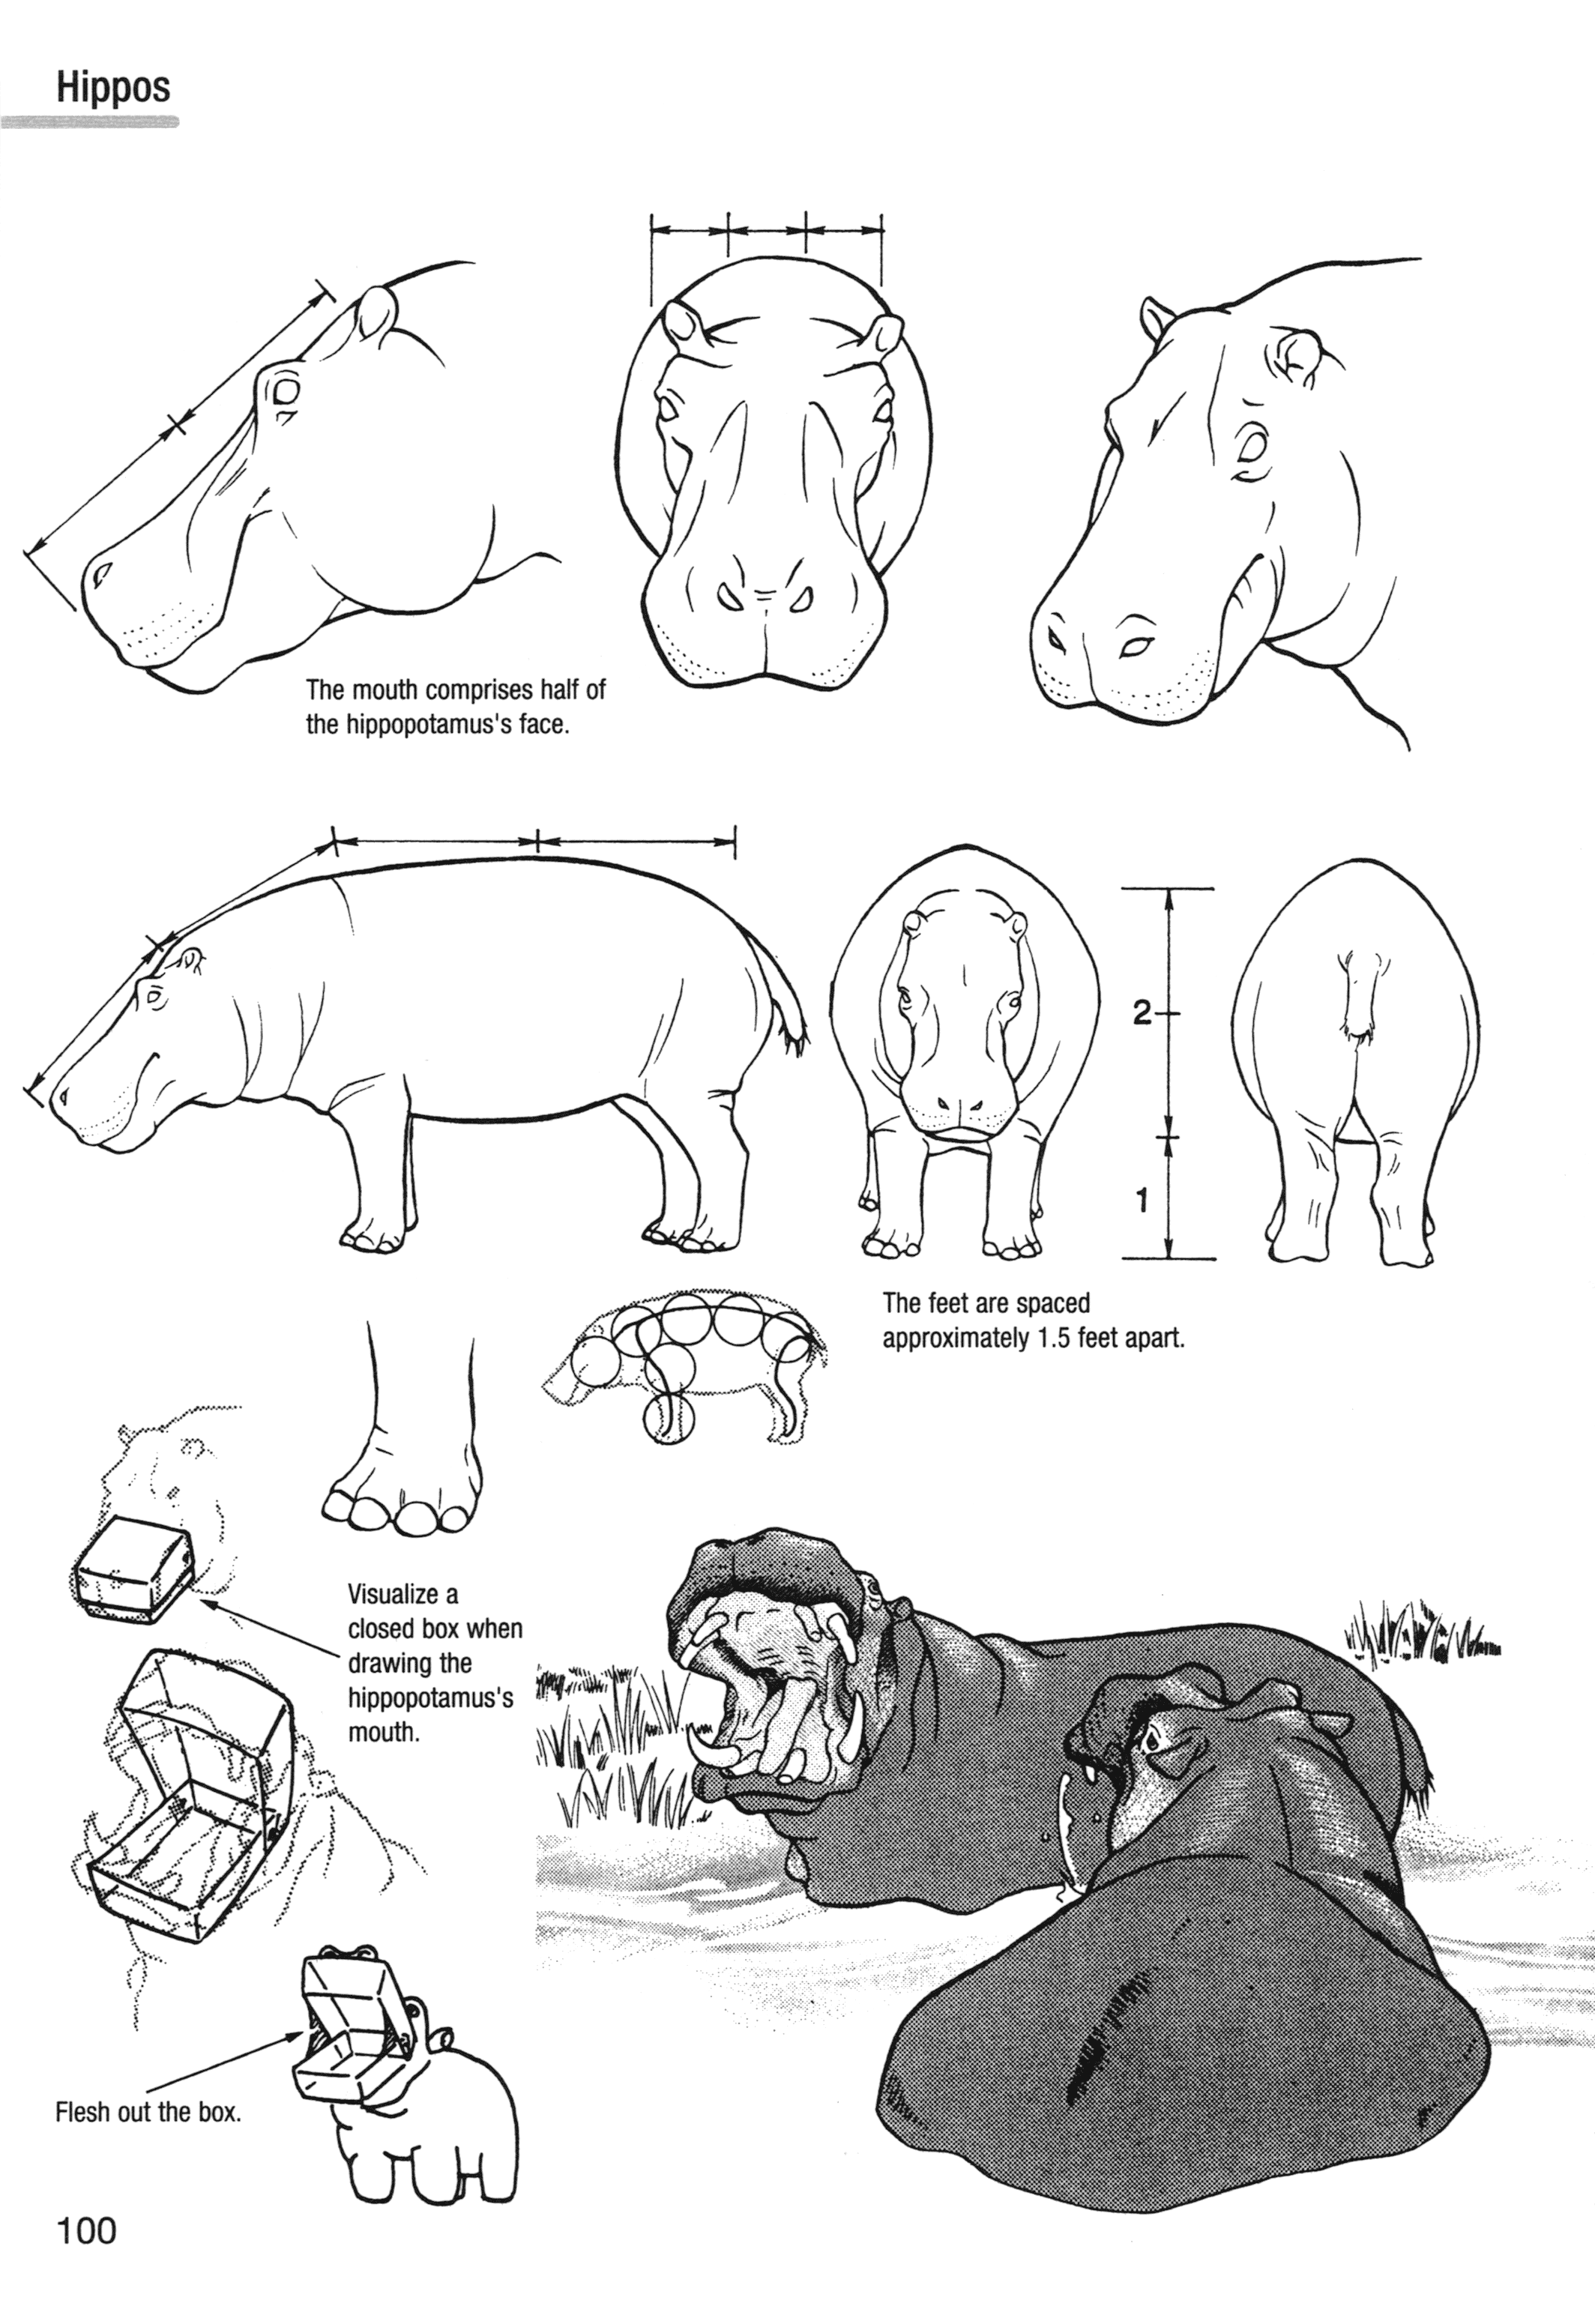 Hippos
The mouth comprises half of
the hippopotamus's face.
2
1
The feet are spaced
approximately 1.5 feet apart.
Visualize a
closed box when
drawing the
hippopotamus's
mouth.
Flesh out the box.
100